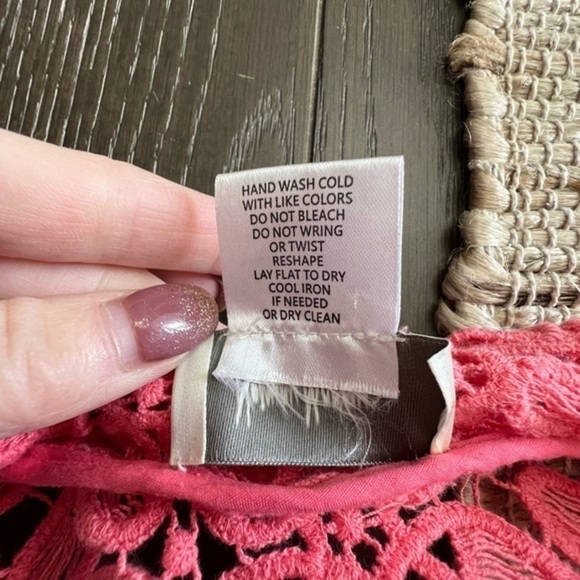 HAND WASH COLD
WITH LIKE COLORS
DO NOT BLEACH
DO NOT WRING
OR TWIST
RESHAPE
LAY FLAT TO DRY
COOL IRON
IF NEEDED
OR DRY CLEAN